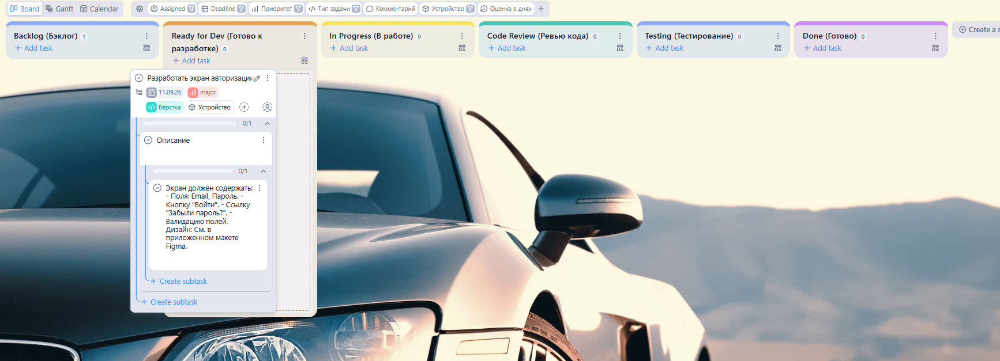 Board Gantt Calendar Assigned Deadline Приоритет Тип задачи Комментарий Устройство Оценка в днях
Backlog (Бэклог) 1
Add task
Ready for Dev (Готово к
разработке) 0
Add task
In Progress (В работе) 0
Add task
Code Review (Ревью кода) 0
Add task
Testing (Тестирование) 0
Add task
Done (Готово) 0
Add task
Create a
Разработать экран авторизации
11.09.26 major
Вёрстка Устройство
0/1
Описание
0/1
Экран должен содержать:
- Поля: Email, Пароль. -
Кнопку "Войти". - Ссылку
"Забыли пароль?". -
Валидацию полей.
Дизайн: См. в
приложенном макете
Figma.
Create subtask
Create subtask